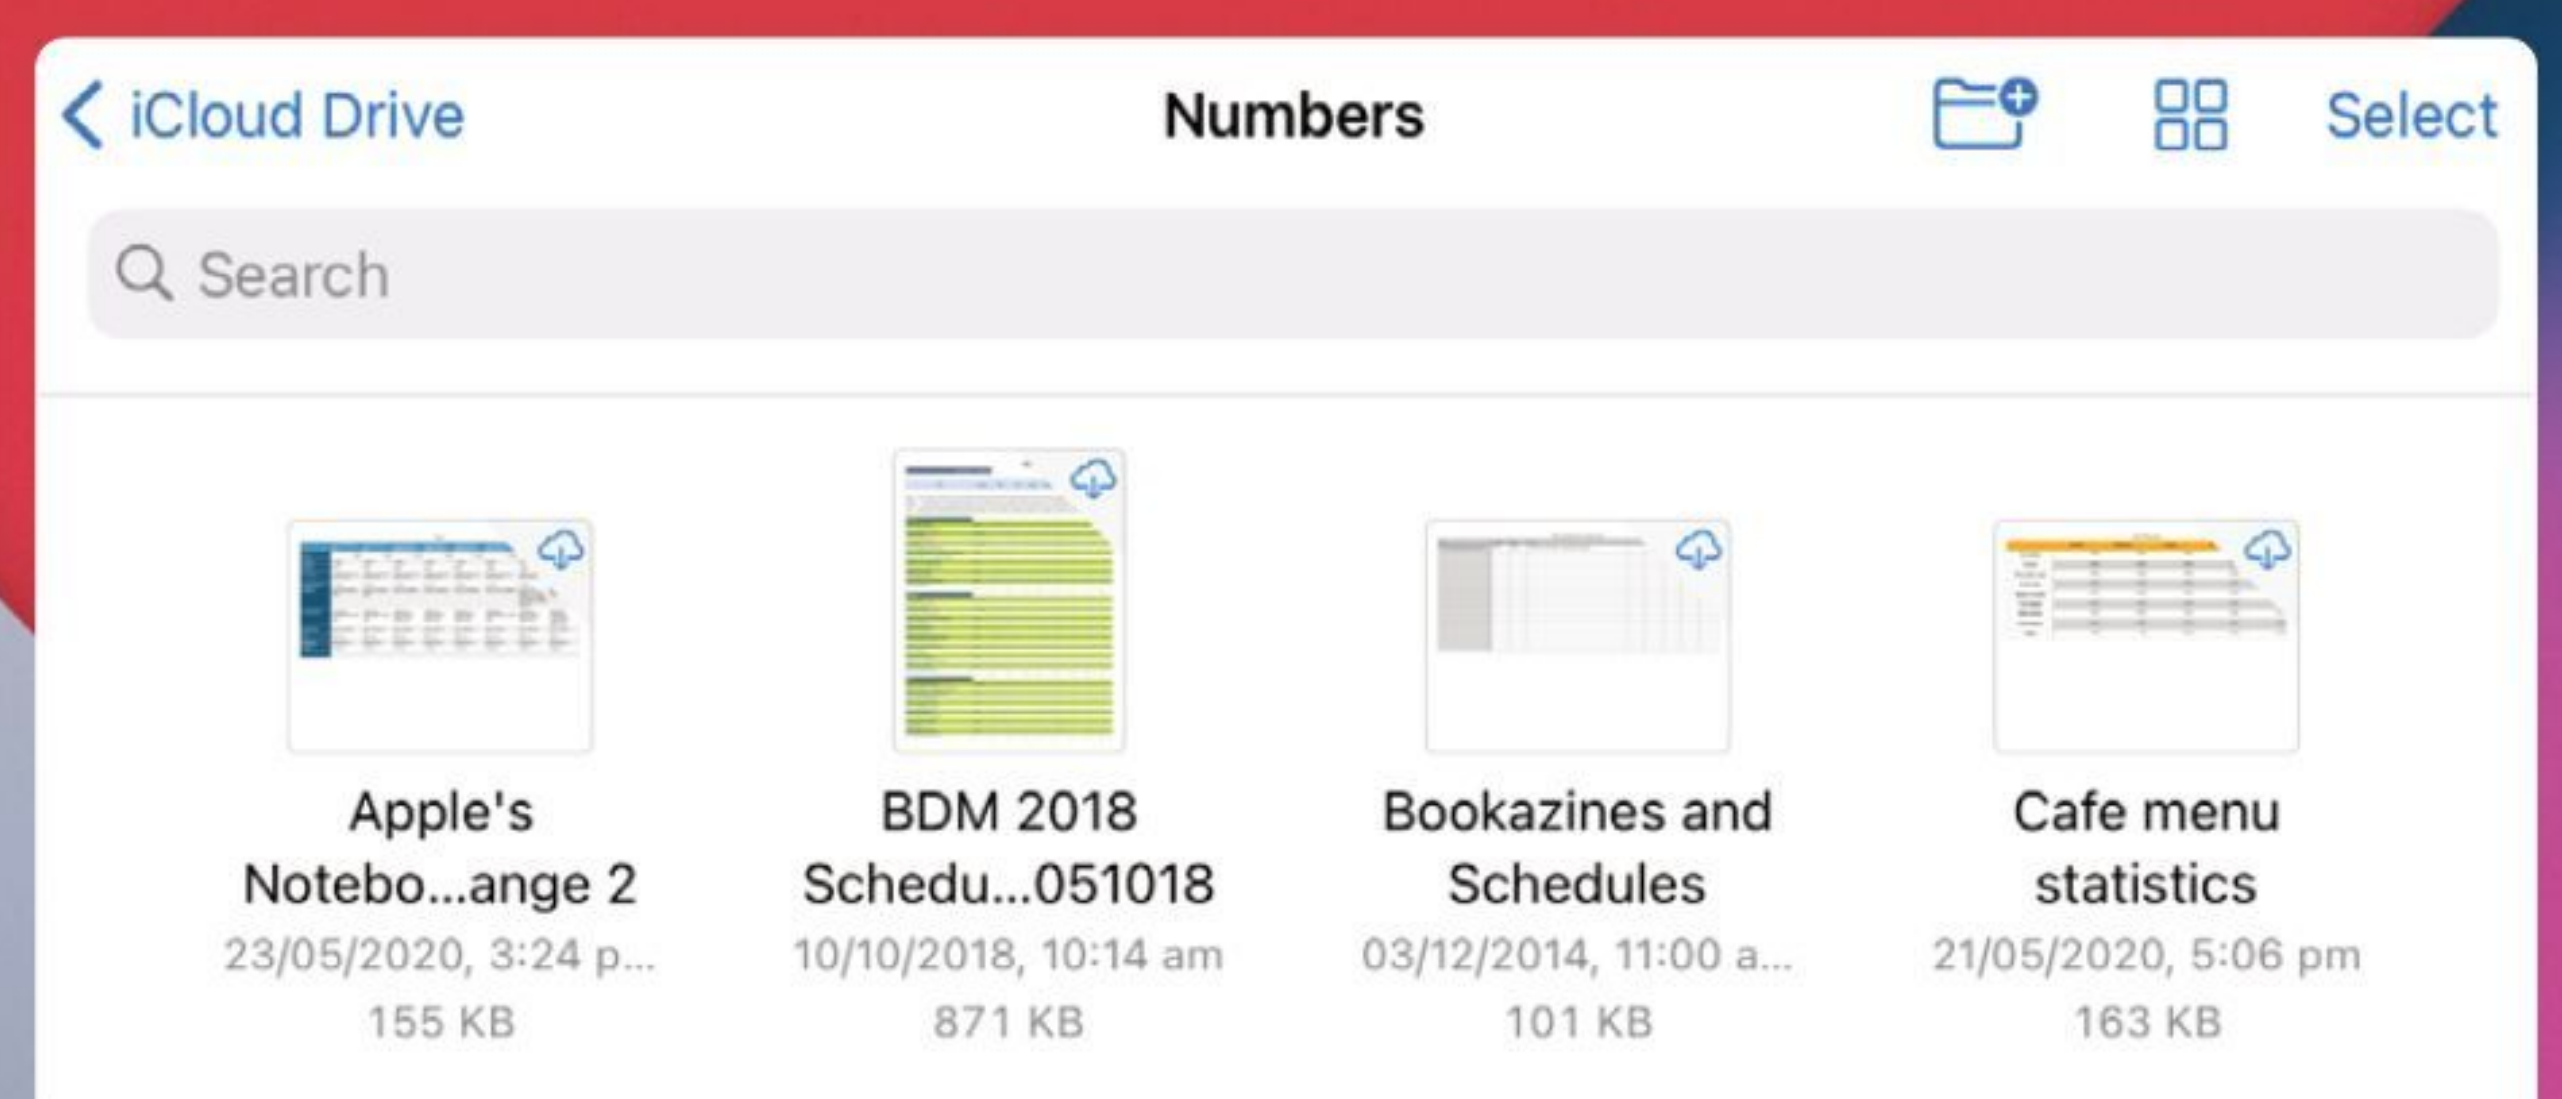 iCloud Drive
Numbers
Select
Search
Apple's
Notebo...ange 2
23/05/2020, 3:24 p...
155 KB
BDM 2018
Schedu...051018
10/10/2018, 10:14 am
871 KB
Bookazines and
Schedules
03/12/2014, 11:00 a...
101 KB
Cafe menu
statistics
21/05/2020, 5:06 pm
163 KB